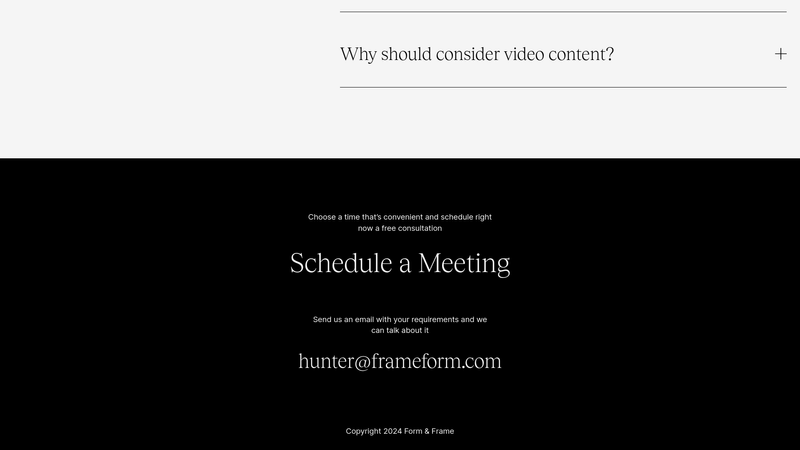 Why should consider video content?
Choose a time that's convenient and schedule right
now a free consultation
Schedule a Meeting
Send us an email with your requirements and we
can talk about it
hunter@frameform.com
Copyright 2024 Form & Frame